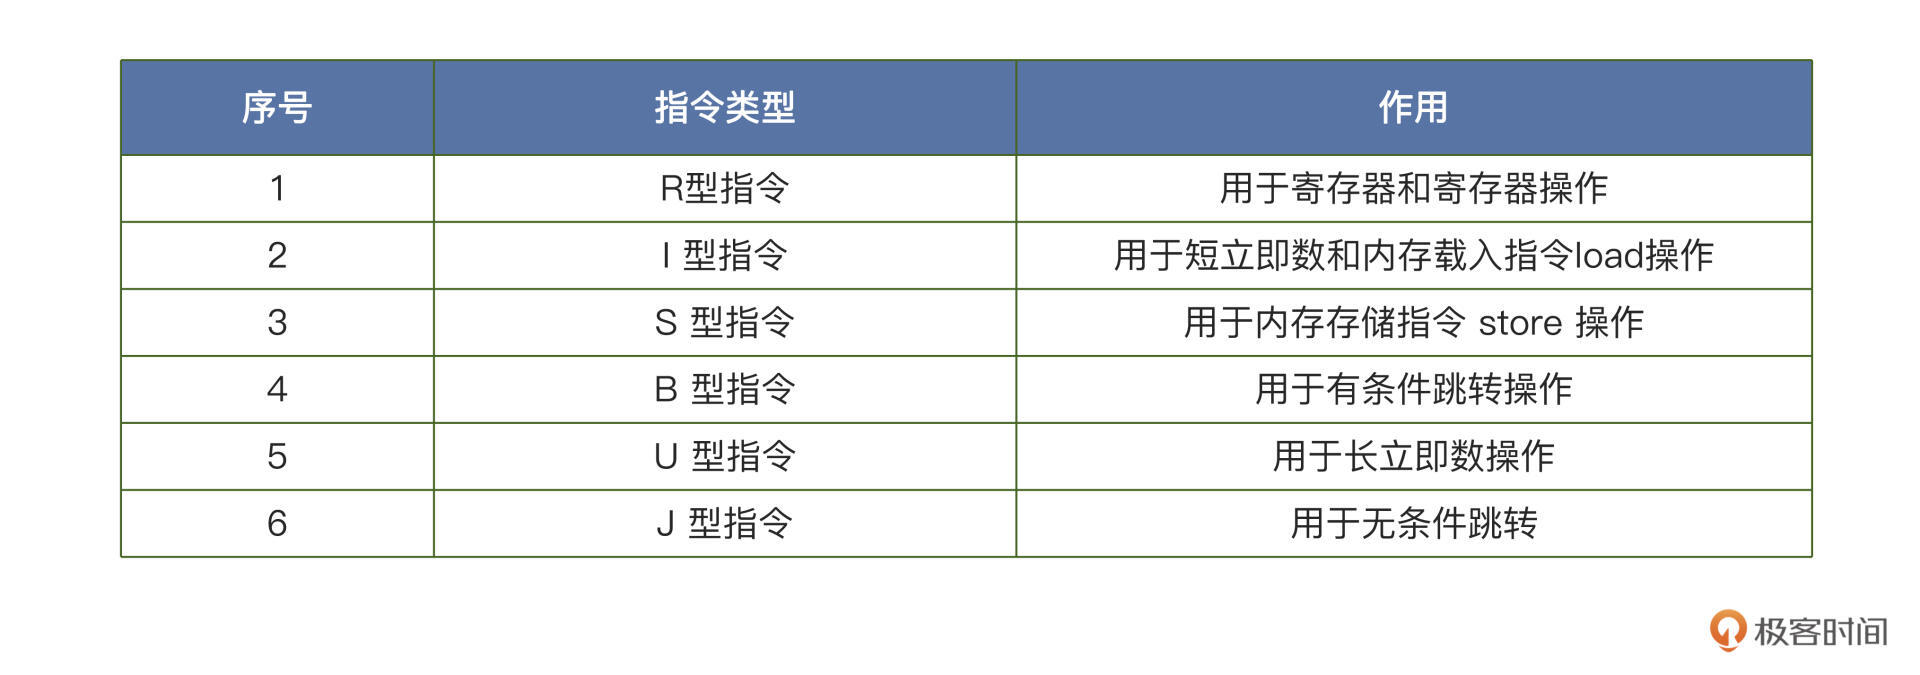 序号 指令类型 作用
1 R型指令 用于寄存器和寄存器操作
2 I 型指令 用于短立即数和内存载入指令load操作
3 S 型指令 用于内存存储指令 store 操作
4 B 型指令 用于有条件跳转操作
5 U 型指令 用于长立即数操作
6 J 型指令 用于无条件跳转
极客时间